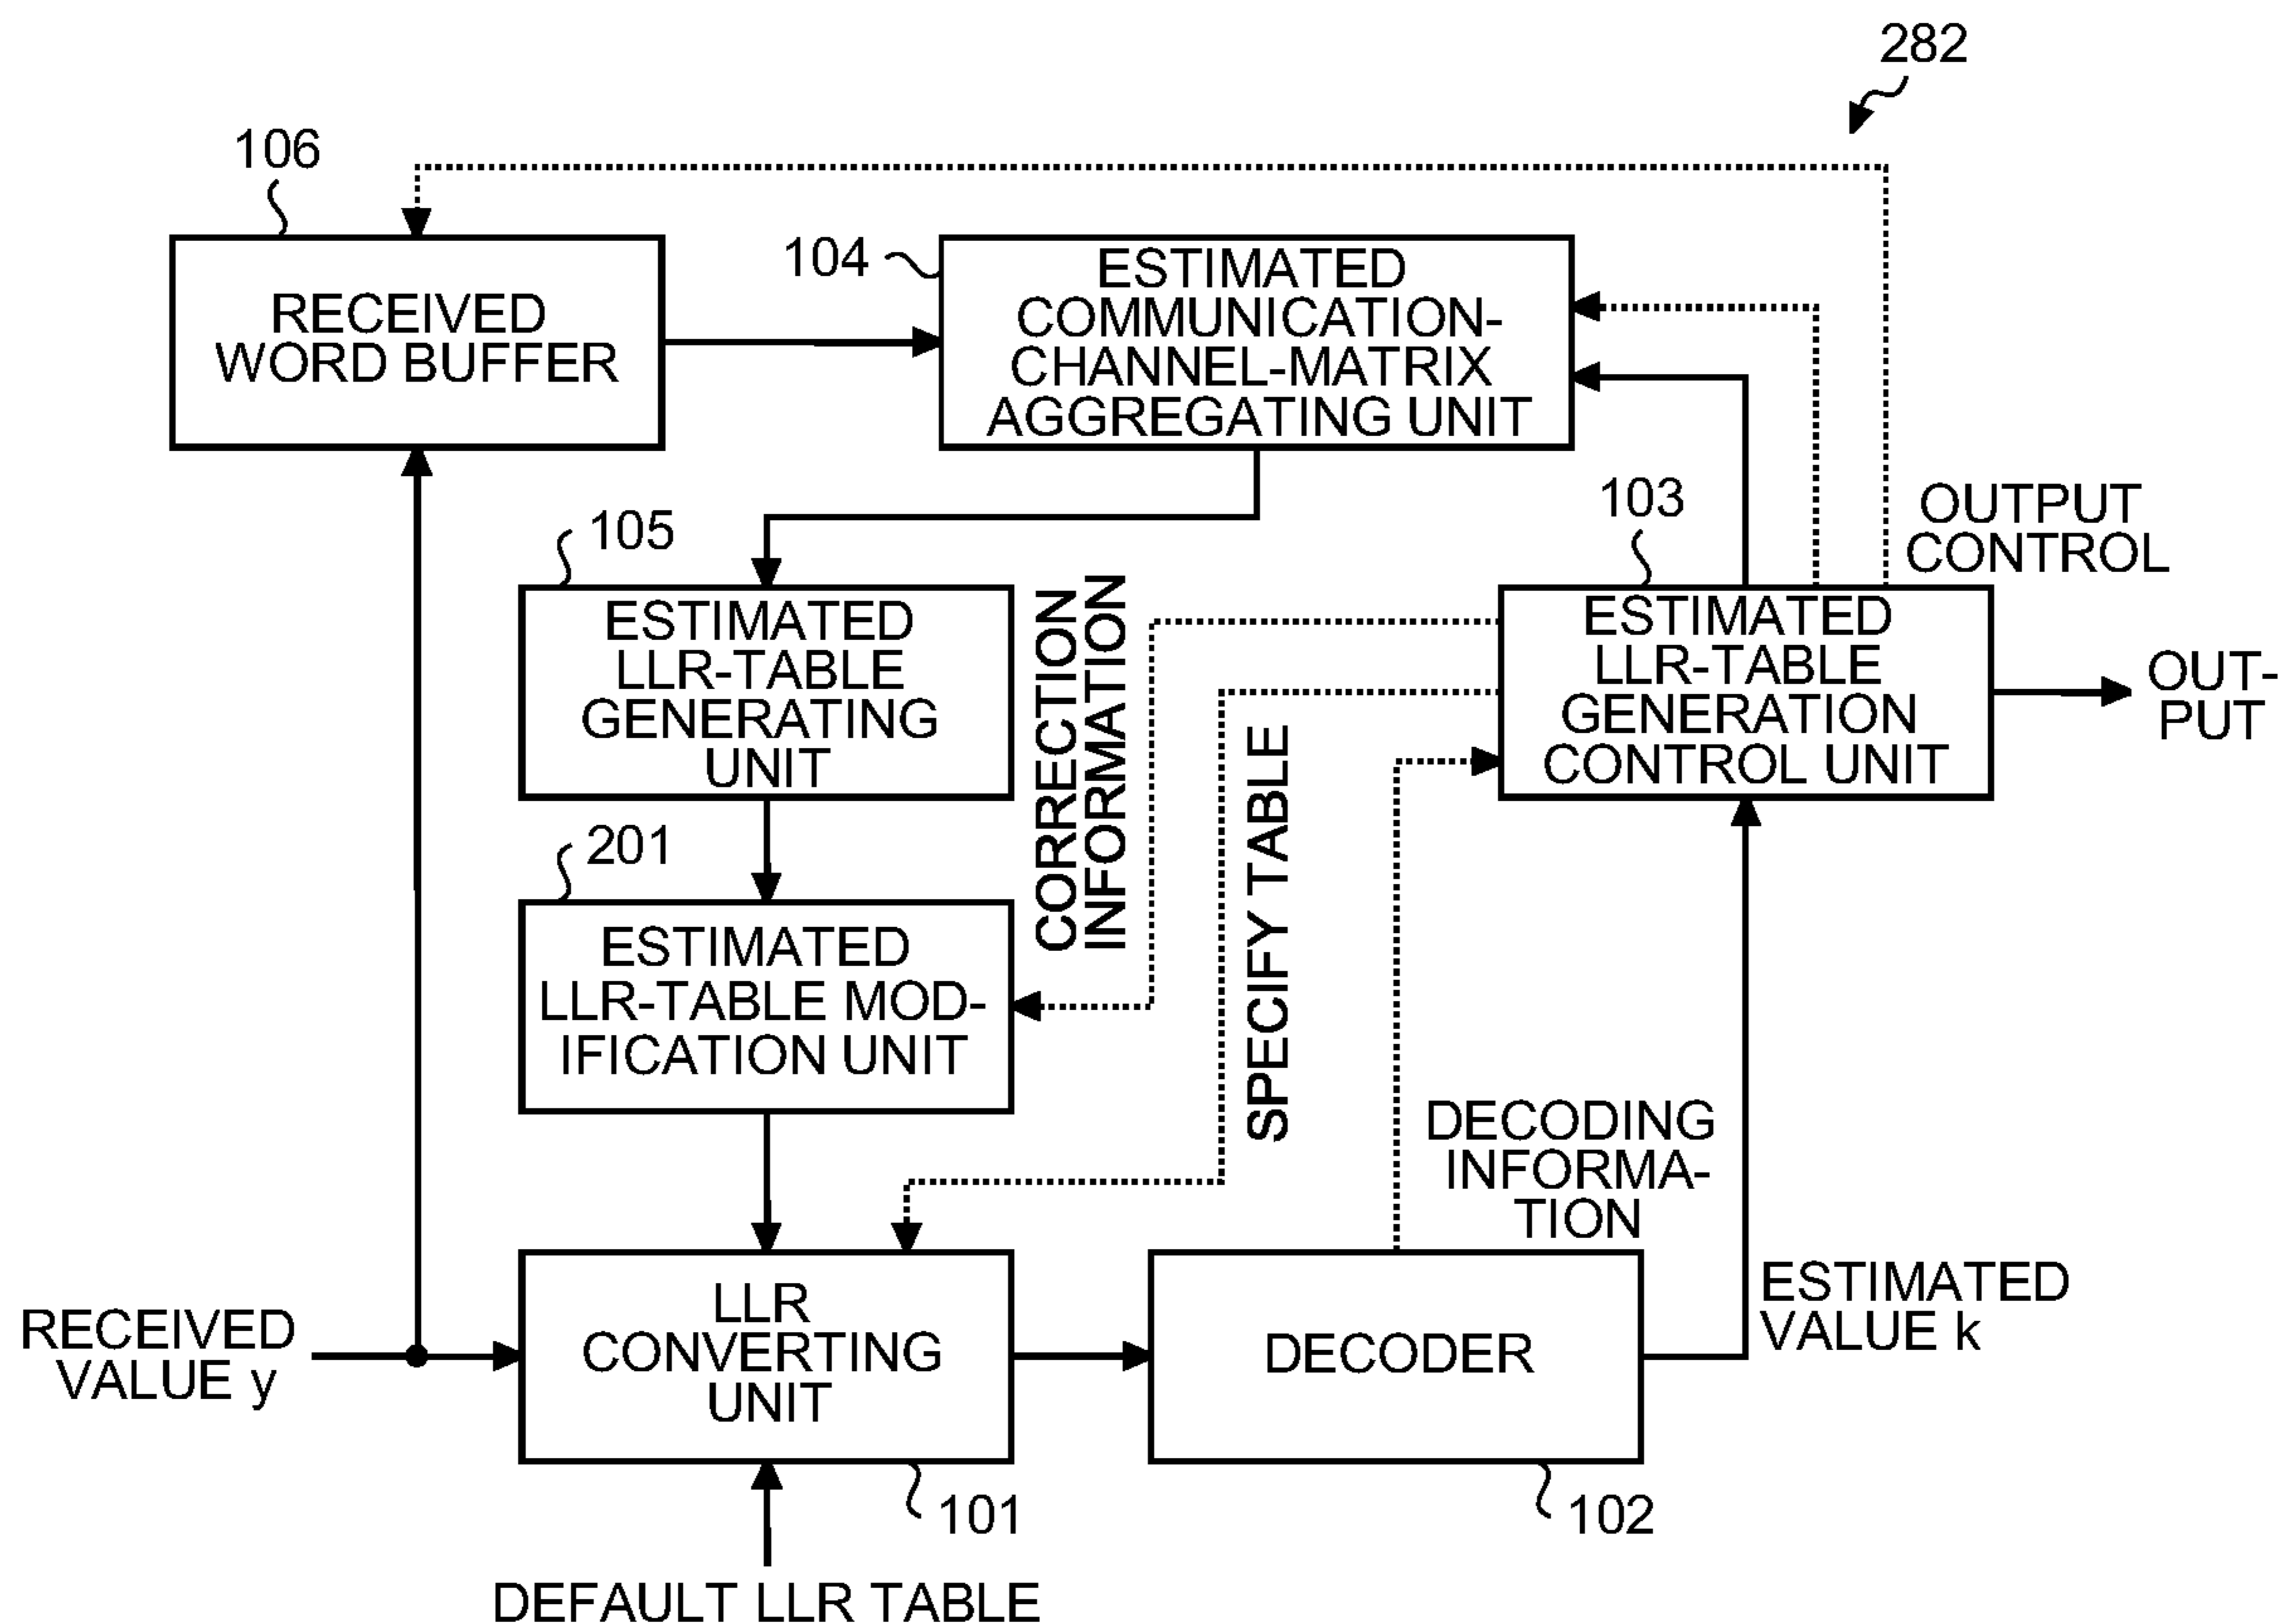 282
106
RECEIVED
WORD BUFFER
104
ESTIMATED
COMMUNICATION-
CHANNEL-MATRIX
AGGREGATING UNIT
103
OUTPUT
CONTROL
105
ESTIMATED
LLR-TABLE
GENERATING
UNIT
CORRECTION
INFORMATION
SPECIFY TABLE
ESTIMATED
LLR-TABLE
GENERATION
CONTROL UNIT
OUT-
PUT
201
ESTIMATED
LLR-TABLE MOD-
IFICATION UNIT
DECODING
INFORMA-
TION
RECEIVED
VALUE y
LLR
CONVERTING
UNIT
DECODER
ESTIMATED
VALUE k
101
102
DEFAULT LLR TABLE